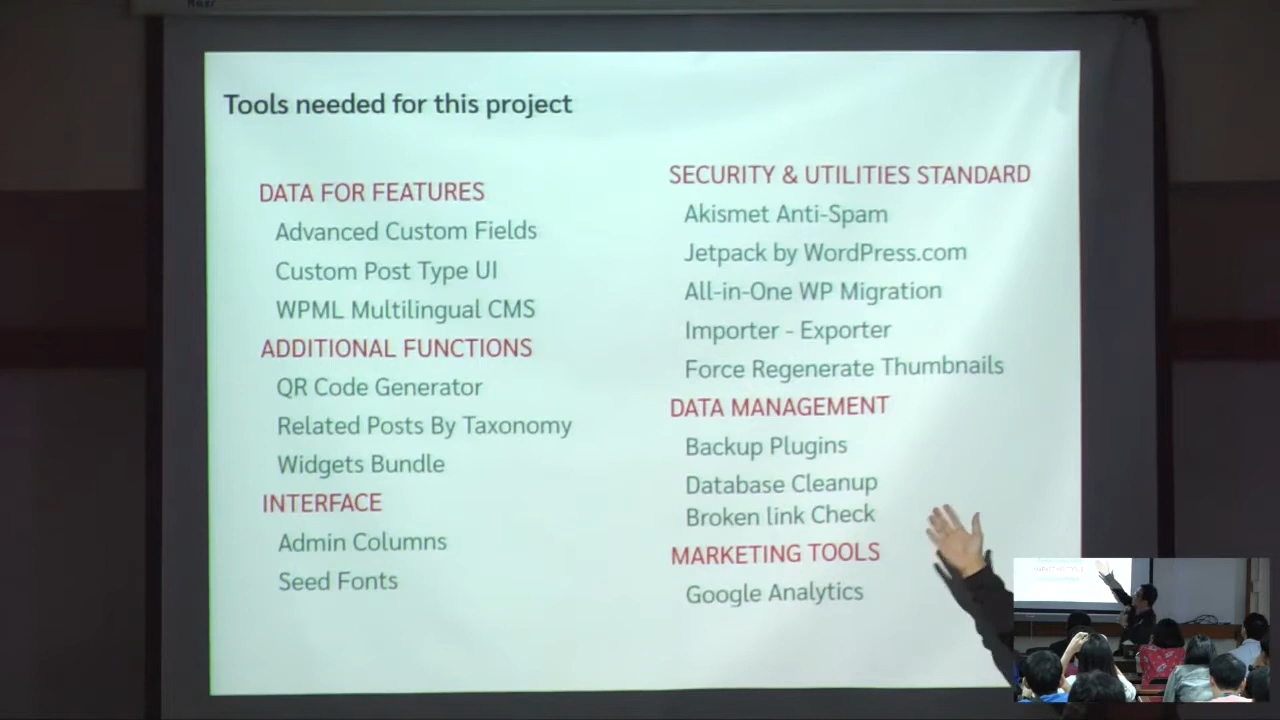 Tools needed for this project
DATA FOR FEATURES
Advanced Custom Fields
Custom Post Type UI
WPML Multilingual CMS
ADDITIONAL FUNCTIONS
QR Code Generator
Related Posts By Taxonomy
Widgets Bundle
INTERFACE
Admin Columns
Seed Fonts
SECURITY & UTILITIES STANDARD
Akismet Anti-Spam
Jetpack by WordPress.com
All-in-One WP Migration
Importer - Exporter
Force Regenerate Thumbnails
DATA MANAGEMENT
Backup Plugins
Database Cleanup
Broken link Check
MARKETING TOOLS
Google Analytics